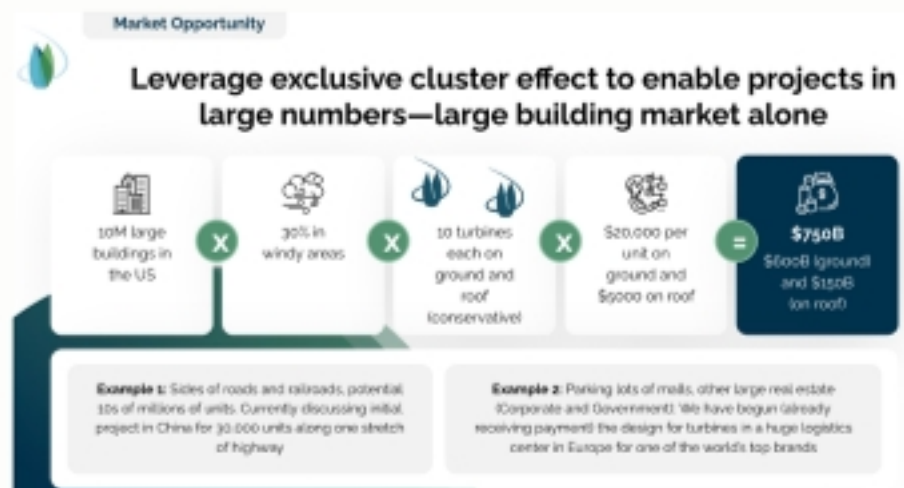 Market Opportunity
Leverage exclusive cluster effect to enable projects in
large numbers—large building market alone
10M large
buildings in
the US
X
30% in
windy areas
X
10 turbines
each on
ground and
roof
(conservative)
X
$20,000 per
unit on
ground and
$5000 on roof
=
$750B
$600B (ground)
and $150B
(on roof)
Example 1: Sides of roads and railroads, potential
10s of millions of units. Currently discussing initial
project in China for 30,000 units along one stretch
of highway
Example 2: Parking lots of malls, other large real estate
(Corporate and Government). We have begun (already
receiving payment) the design for turbines in a huge logistics
center in Europe for one of the world's top brands